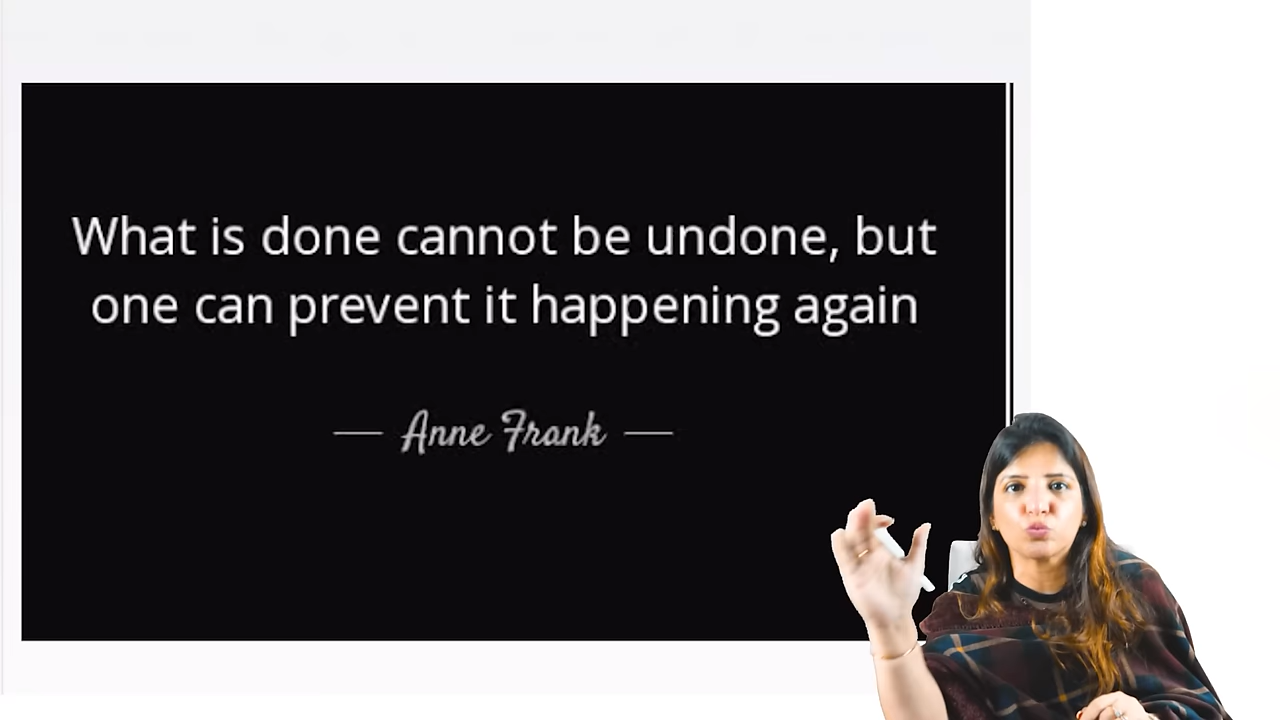 What is done cannot be undone, but
one can prevent it happening again
— Anne Frank —